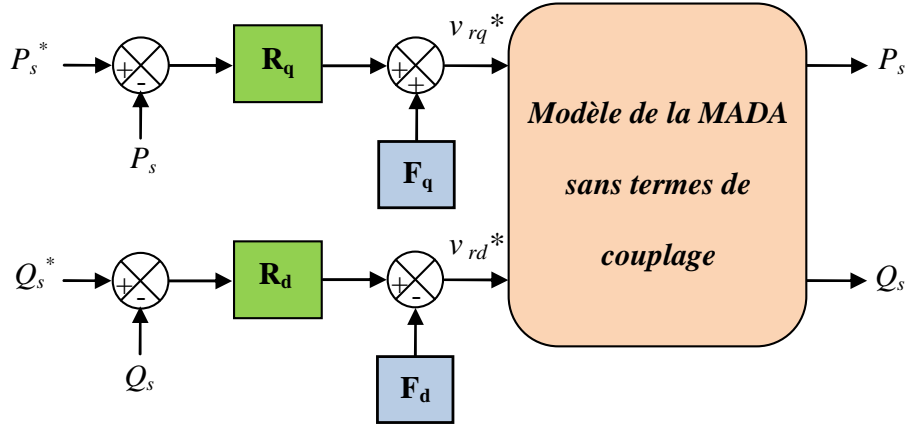 P_s^*
+
-
P_s
R_q
+
+
F_q
v_rq*
Modèle de la MADA
sans termes de
couplage
P_s
Q_s^*
+
-
Q_s
R_d
+
-
F_d
v_rd*
Q_s